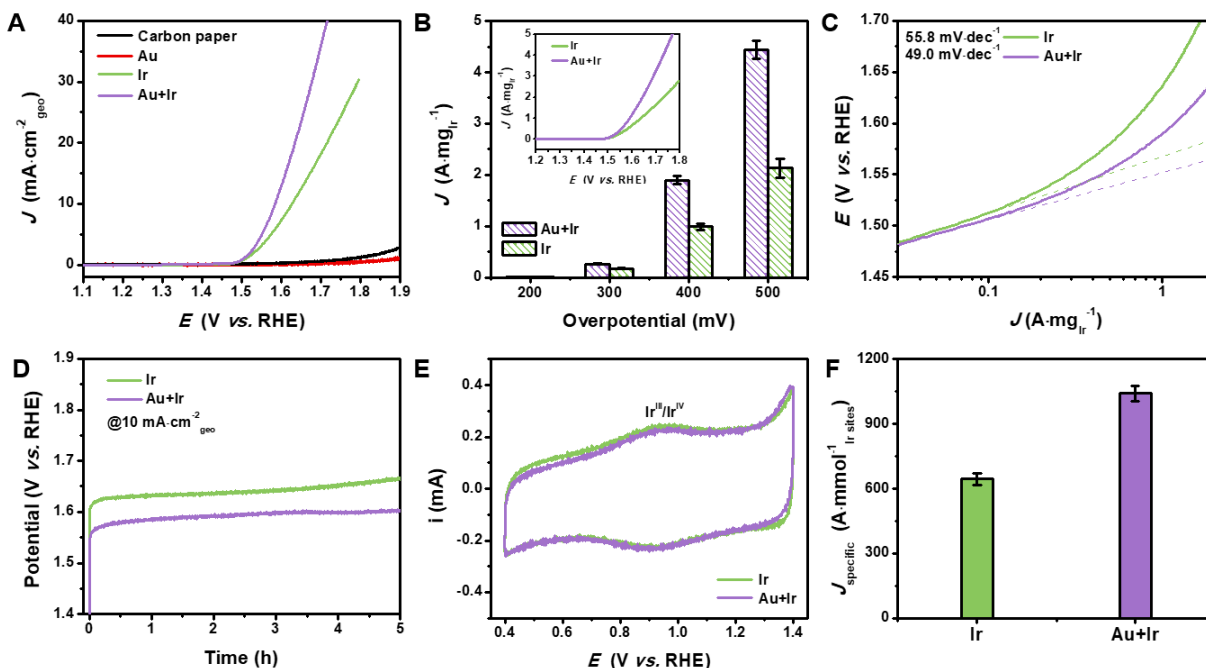 A
40
30
20
10
0
J (mA·cm⁻²geo)
Carbon paper
Au
Ir
Au+Ir
1.1 1.2 1.3 1.4 1.5 1.6 1.7 1.8 1.9
E (V vs. RHE)
B
5
4
3
2
1
0
J (A·mgIr⁻¹)
Ir
Au+Ir
5
4
3
2
1
0
J (A·mgIr⁻¹)
1.2 1.3 1.4 1.5 1.6 1.7 1.8
E (V vs. RHE)
Au+Ir
Ir
200 300 400 500
Overpotential (mV)
C
1.70
1.65
1.60
1.55
1.50
1.45
E (V vs. RHE)
55.8 mV·dec⁻¹ Ir
49.0 mV·dec⁻¹ Au+Ir
0.1 1
J (A·mgIr⁻¹)
D
1.9
1.8
1.7
1.6
1.5
1.4
Potential (V vs. RHE)
Ir
Au+Ir
@10 mA·cm⁻²geo
0 1 2 3 4 5
Time (h)
E
0.4
0.2
0.0
-0.2
-0.4
i (mA)
Irᴵᴵᴵ/Irᴵⱽ
Ir
Au+Ir
0.4 0.6 0.8 1.0 1.2 1.4
E (V vs. RHE)
F
1200
900
600
300
0
Jspecific (A·mmol⁻¹Ir sites)
Ir Au+Ir